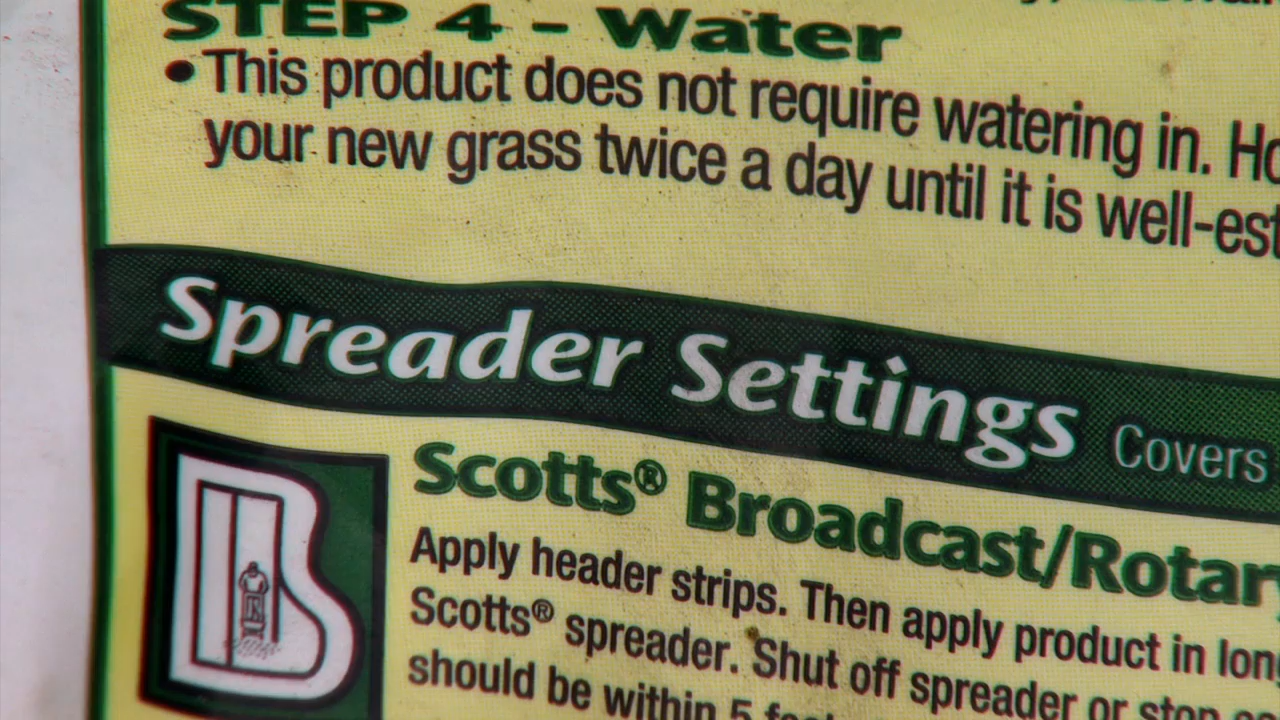 STEP 4 – Water
• This product does not require watering in.
your new grass twice a day until it is
Spreader Settings Covers
Scotts® Broadcast/
Apply header strips. Then apply product in
Scotts® spreader. Shut off spreader or
should be within 5